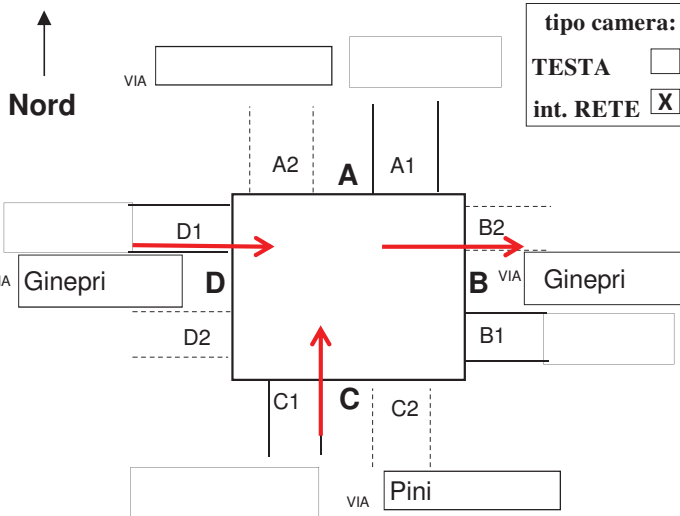 tipo camera:
TESTA
int. RETE X
Nord
VIA
A2
A
A1
D1
B2
VIA Ginepri
D
B
VIA Ginepri
D2
B1
C1
C
C2
VIA Pini